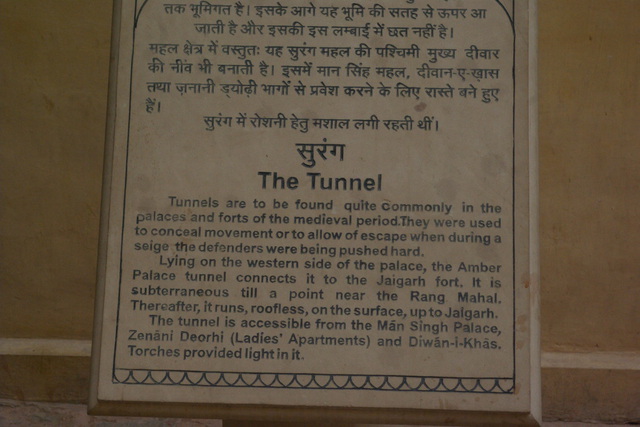 तक भूमिगत है। इसके आगे यह भूमि की सतह से ऊपर आ
जाती है और इसकी इस लम्बाई में छत नहीं है।
महल क्षेत्र में वस्तुतः यह सुरंग महल की पश्चिमी मुख्य दीवार
की नींव भी बनाती है। इसमें मान सिंह महल, दीवान-ए-ख़ास
तथा ज़नानी ड्योढ़ी भागों से प्रवेश करने के लिए रास्ते बने हुए
हैं।
सुरंग में रोशनी हेतु मशाल लगी रहती थीं।
सुरंग
The Tunnel
Tunnels are to be found quite commonly in the
palaces and forts of the medieval period.They were used
to conceal movement or to allow of escape when during a
seige the defenders were being pushed hard.
Lying on the western side of the palace, the Amber
Palace tunnel connects it to the Jaigarh fort. It is
subterraneous till a point near the Rang Mahal.
Thereafter, it runs, roofless, on the surface, up to Jaigarh.
The tunnel is accessible from the Mān Singh Palace,
Zenāni Deorhi (Ladies' Apartments) and Diwān-i-Khās.
Torches provided light in it.